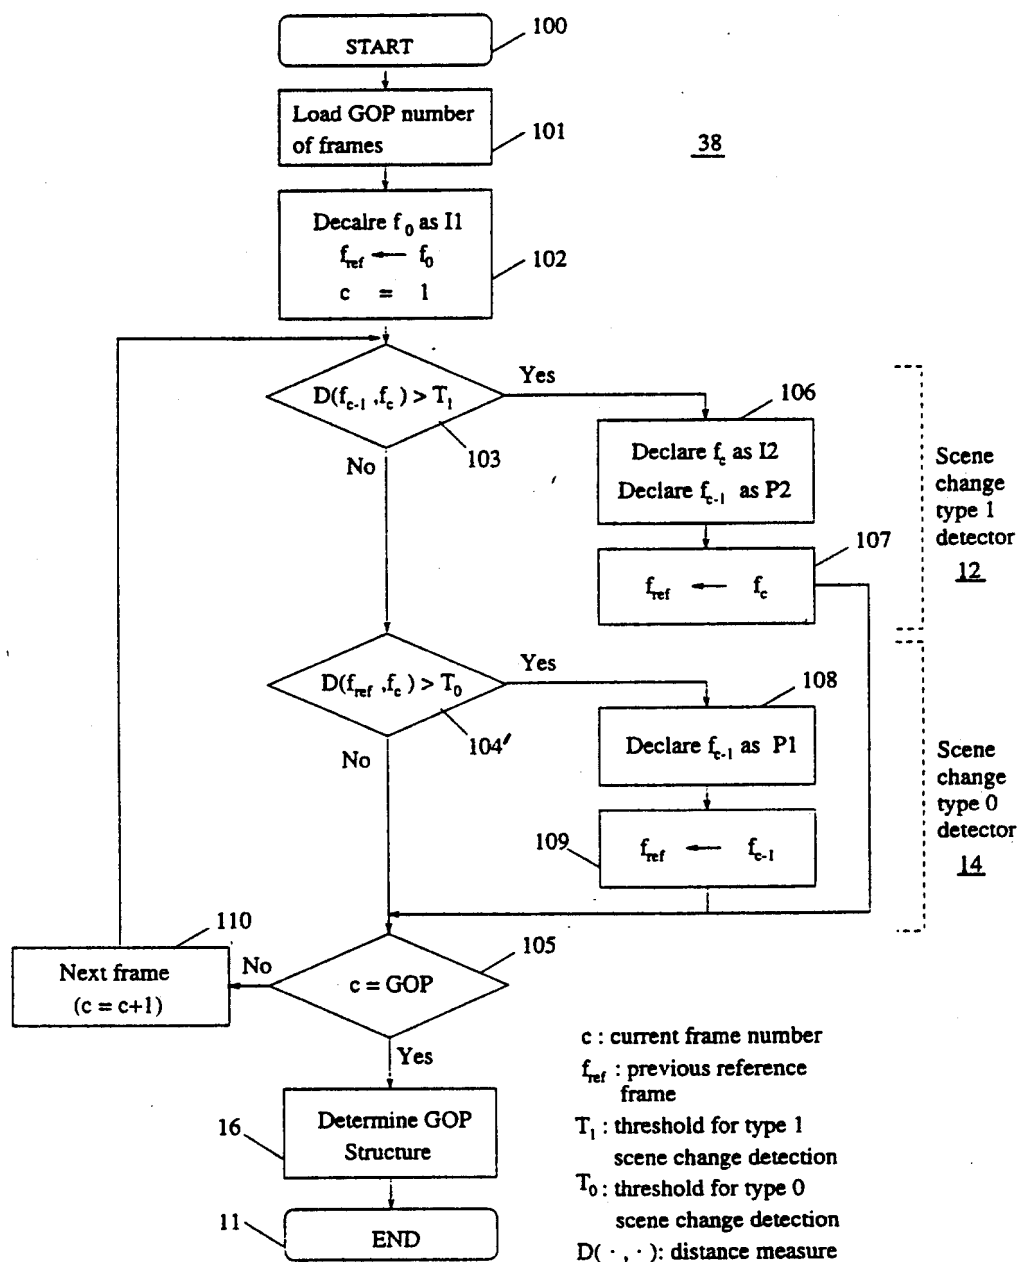 START
100
Load GOP number
of frames
101
38
Decalre f0 as I1
fref ← f0
c = 1
102
D(fc-1 ,fc ) > T1
Yes
103
No
106
Declare fc as I2
Declare fc-1 as P2
107
fref ← fc
Scene
change
type 1
detector
12
D(fref ,fc ) > T0
Yes
104'
No
108
Declare fc-1 as P1
109
fref ← fc-1
Scene
change
type 0
detector
14
110
Next frame
(c = c+1)
No
c = GOP
105
Yes
16
Determine GOP
Structure
11
END
c : current frame number
fref : previous reference
frame
T1 : threshold for type 1
scene change detection
T0 : threshold for type 0
scene change detection
D( · , · ): distance measure